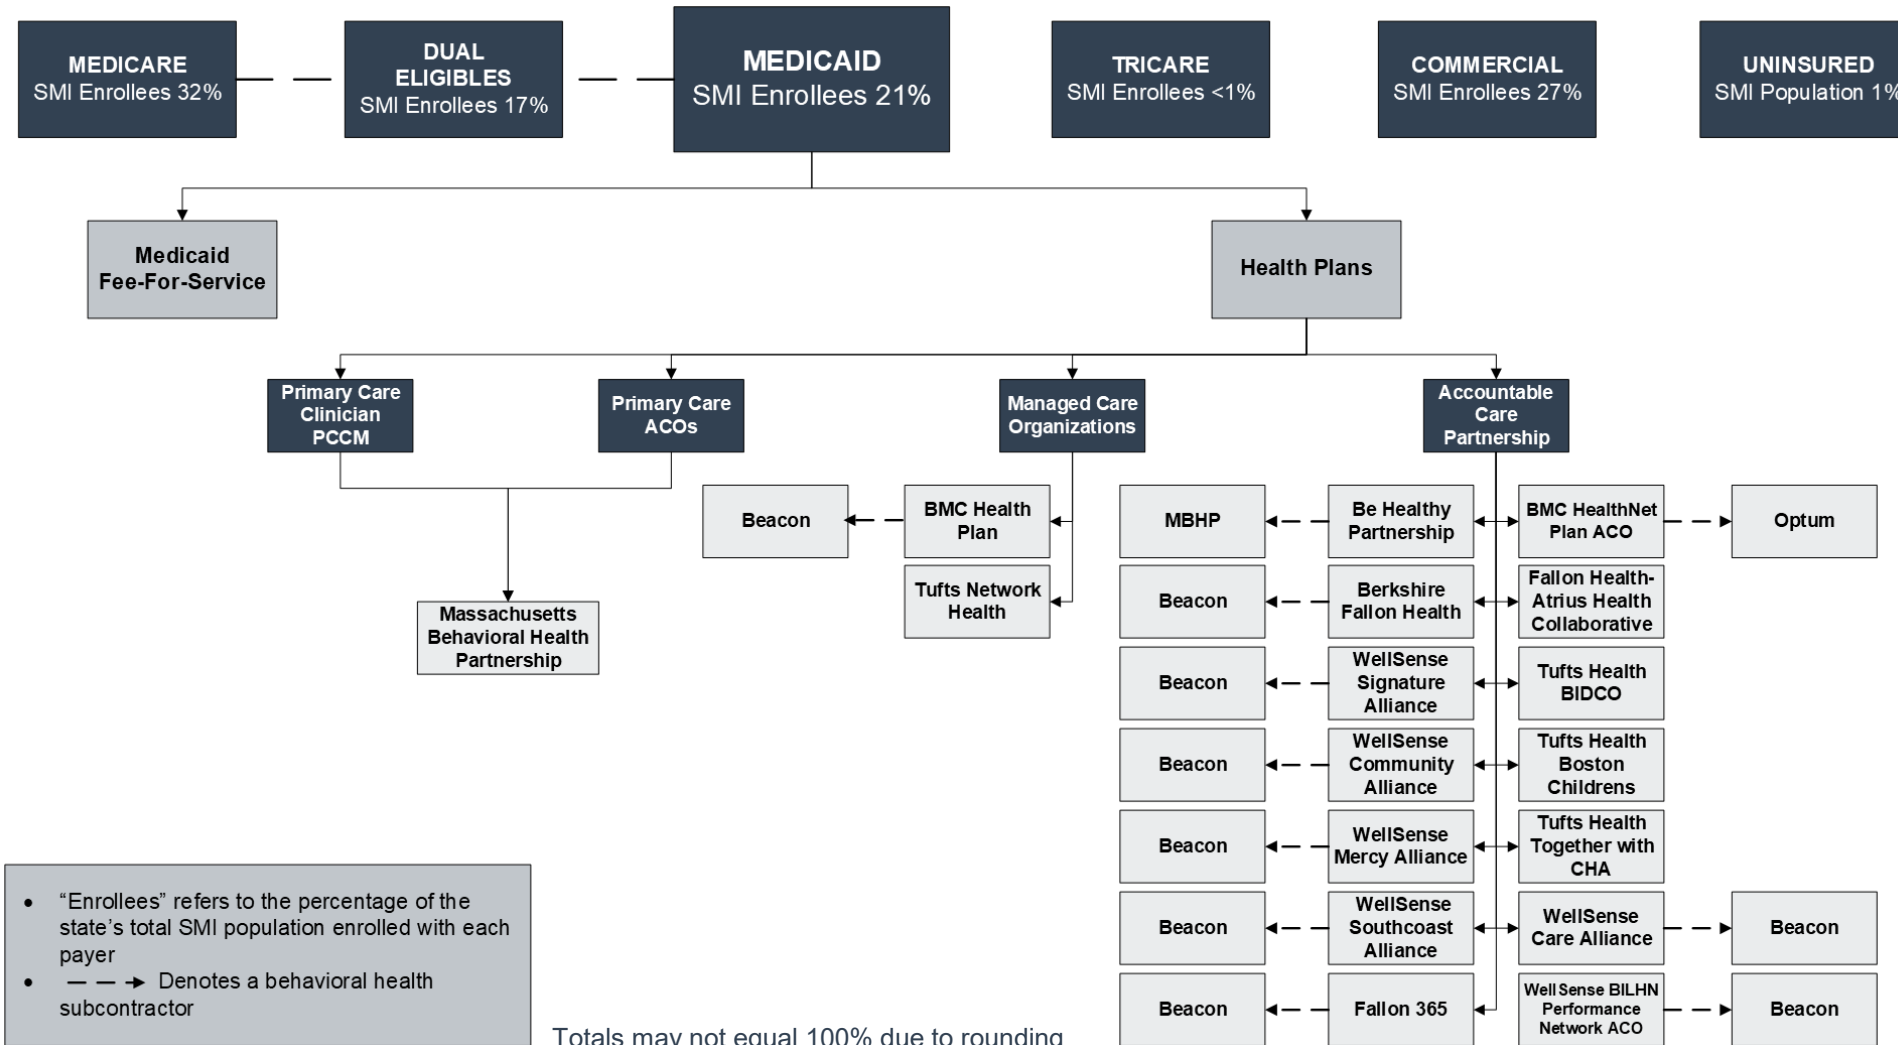 MEDICARE
SMI Enrollees 32%
DUAL
ELIGIBLES
SMI Enrollees 17%
MEDICAID
SMI Enrollees 21%
TRICARE
SMI Enrollees <1%
COMMERCIAL
SMI Enrollees 27%
UNINSURED
SMI Population 1%
Medicaid
Fee-For-Service
Health Plans
Primary Care
Clinician
PCCM
Primary Care
ACOs
Managed Care
Organizations
Accountable
Care
Partnership
Beacon
BMC Health
Plan
MBHP
Be Healthy
Partnership
BMC HealthNet
Plan ACO
Optum
Massachusetts
Behavioral Health
Partnership
Tufts Network
Health
Beacon
Berkshire
Fallon Health
Fallon Health-
Atrius Health
Collaborative
Beacon
WellSense
Signature
Alliance
Tufts Health
BIDCO
Beacon
WellSense
Community
Alliance
Tufts Health
Boston
Childrens
Beacon
WellSense
Mercy Alliance
Tufts Health
Together with
CHA
Beacon
WellSense
Southcoast
Alliance
WellSense
Care Alliance
Beacon
Beacon
Fallon 365
WellSense BILHN
Performance
Network ACO
Beacon
• “Enrollees” refers to the percentage of the
state’s total SMI population enrolled with each
payer
• Denotes a behavioral health
subcontractor
Totals may not equal 100% due to rounding